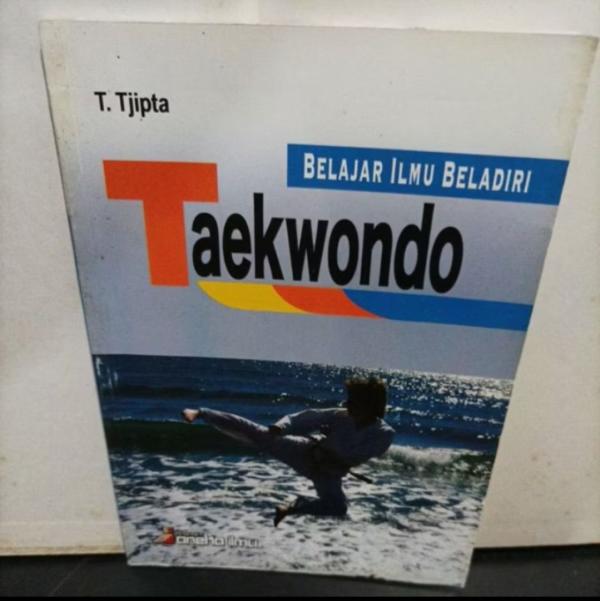 T. Tjipta
BELAJAR ILMU BELADIRI
Taekwondo
aneka ilmu